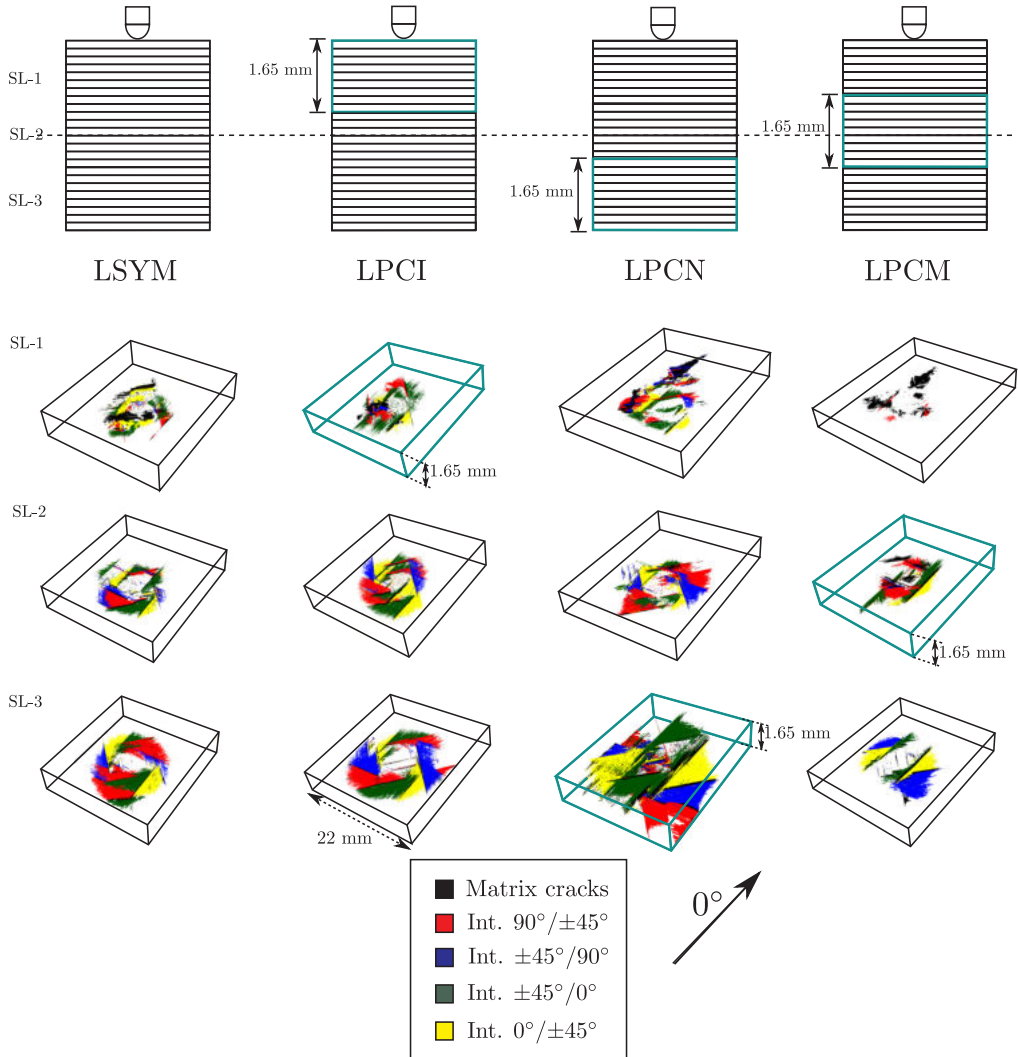 SL-1
SL-2
SL-3
1.65 mm
1.65 mm
1.65 mm
LSYM
LPCI
LPCN
LPCM
SL-1
1.65 mm
SL-2
1.65 mm
SL-3
1.65 mm
22 mm
Matrix cracks
Int. 90°/±45°
Int. ±45°/90°
Int. ±45°/0°
Int. 0°/±45°
0°